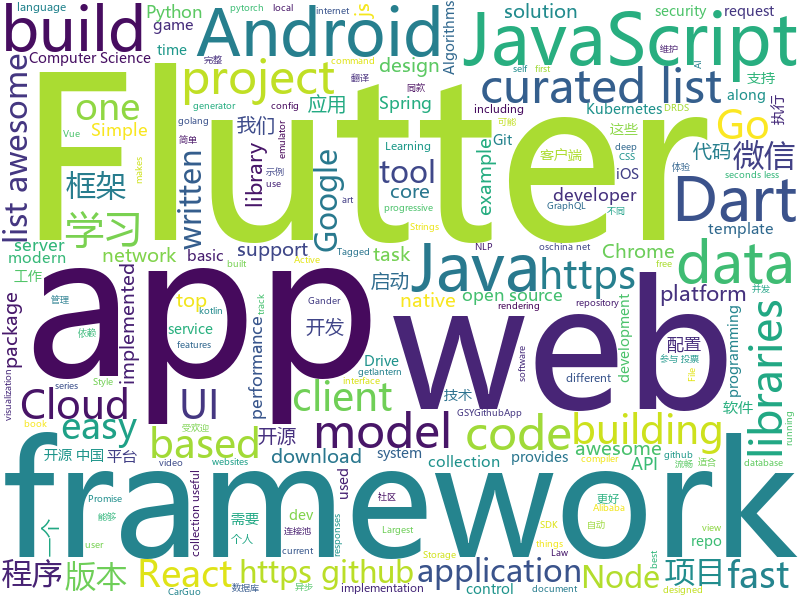 build
Android
JavaScript
language
pytorch
local
internet
Python
game
time
js
完整
command
Algorithms
solution
security
request
维护
AI
Computer Science
project
design
翻译
self
first
curated list
支持
generator
config
golang
同款
along
Vue
one
应用
Spring
including
Kubernetes
DRDS
执行
Simple
我们
Git
可能
这些
Go
简单
emulator
Learning
客户端
deep
CSS
代码
微信
list awesome
makes
框架
written
library
示例
use
tool
example
iOS
体验
seconds less
学习
Google
art
progressive
core
developer
GraphQL
不同
Dart
server
modern
network
basic
support
Tagged
Strings
task
NLP
oschina net
template
Flutter
工作
Java
https
Chrome
free
并发
data
package
管理
implemented
top
built
Active
启动
native
open source
platform
repository
app
web
libraries
依赖
service
kotlin
features
performance
Gander
开发
track
Drive
rendering
different
development
programming
配置
参与 投票
File
visualization
series
Cloud
UI
client
技术
GSYGithubApp
interface
software
软件
Style
book
easy
based
开源
model
code
building
流畅
适合
running
开源 中国
平台
video
受欢迎
websites
download
system
collection
awesome
API
github
compiler
database
framework
provides
Promise
能够
collection useful
需要
used
dev
社区
更好
Alibaba
自动
repo
user
个人
连接池
Largest
responses
SDK
things
view
best
程序
版本
React
https github
application
Node
项目
fast
CarGuo
数据库
异步
implementation
control
current
Storage
document
Law
designed
getlantern
一个